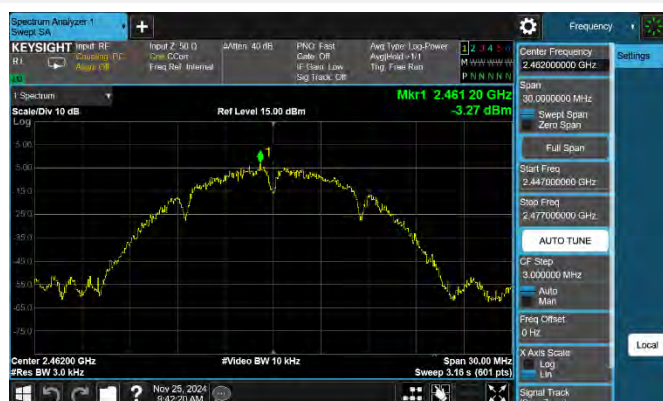 Spectrum Analyzer 1
Swept SA
+
Frequency
KEYSIGHT
Input: RF
Coupling: DC
Align: Off
Input Z: 50 Ω
Corr CCorr
Freq Ref: Internal
#Atten: 40 dB
PNO: Fast
Gate: Off
IF Gain: Low
Sig Track: Off
Avg Type: Log-Power
Avg|Hold:>1/1
Trig: Free Run
1 2 3 4 5 6
M W W W W W
P N N N N N
Center Frequency
2.462000000 GHz
Settings
Span
30.0000000 MHz
Swept Span
Zero Span
Full Span
Start Freq
2.447000000 GHz
Stop Freq
2.477000000 GHz
AUTO TUNE
CF Step
3.000000 MHz
Auto
Man
Freq Offset
0 Hz
X Axis Scale
Log
Lin
Signal Track
Local
1 Spectrum
Scale/Div 10 dB
Log
Ref Level 15.00 dBm
Mkr1 2.461 20 GHz
-3.27 dBm
1
5.00
-5.00
-15.0
-25.0
-35.0
-45.0
-55.0
-65.0
-75.0
Center 2.46200 GHz
#Res BW 3.0 kHz
#Video BW 10 kHz
Span 30.00 MHz
Sweep 3.16 s (601 pts)
?
Nov 25, 2024
9:42:20 AM